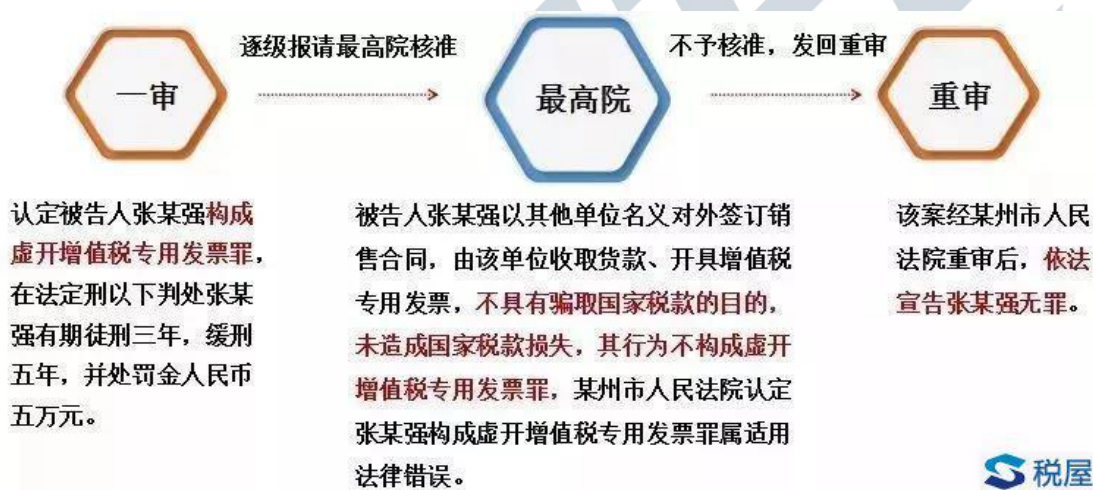 一审
逐级报请最高院核准
最高院
不予核准，发回重审
重审
认定被告人张某强构成
虚开增值税专用发票罪，
在法定刑以下判处张某
强有期徒刑三年，缓刑
五年，并处罚金人民币
五万元。
被告人张某强以其他单位名义对外签订销
售合同，由该单位收取货款、开具增值税
专用发票，不具有骗取国家税款的目的，
未造成国家税款损失，其行为不构成虚开
增值税专用发票罪，某州市人民法院认定
张某强构成虚开增值税专用发票罪属适用
法律错误。
该案经某州市人民
法院重审后，依法
宣告张某强无罪。
税屋